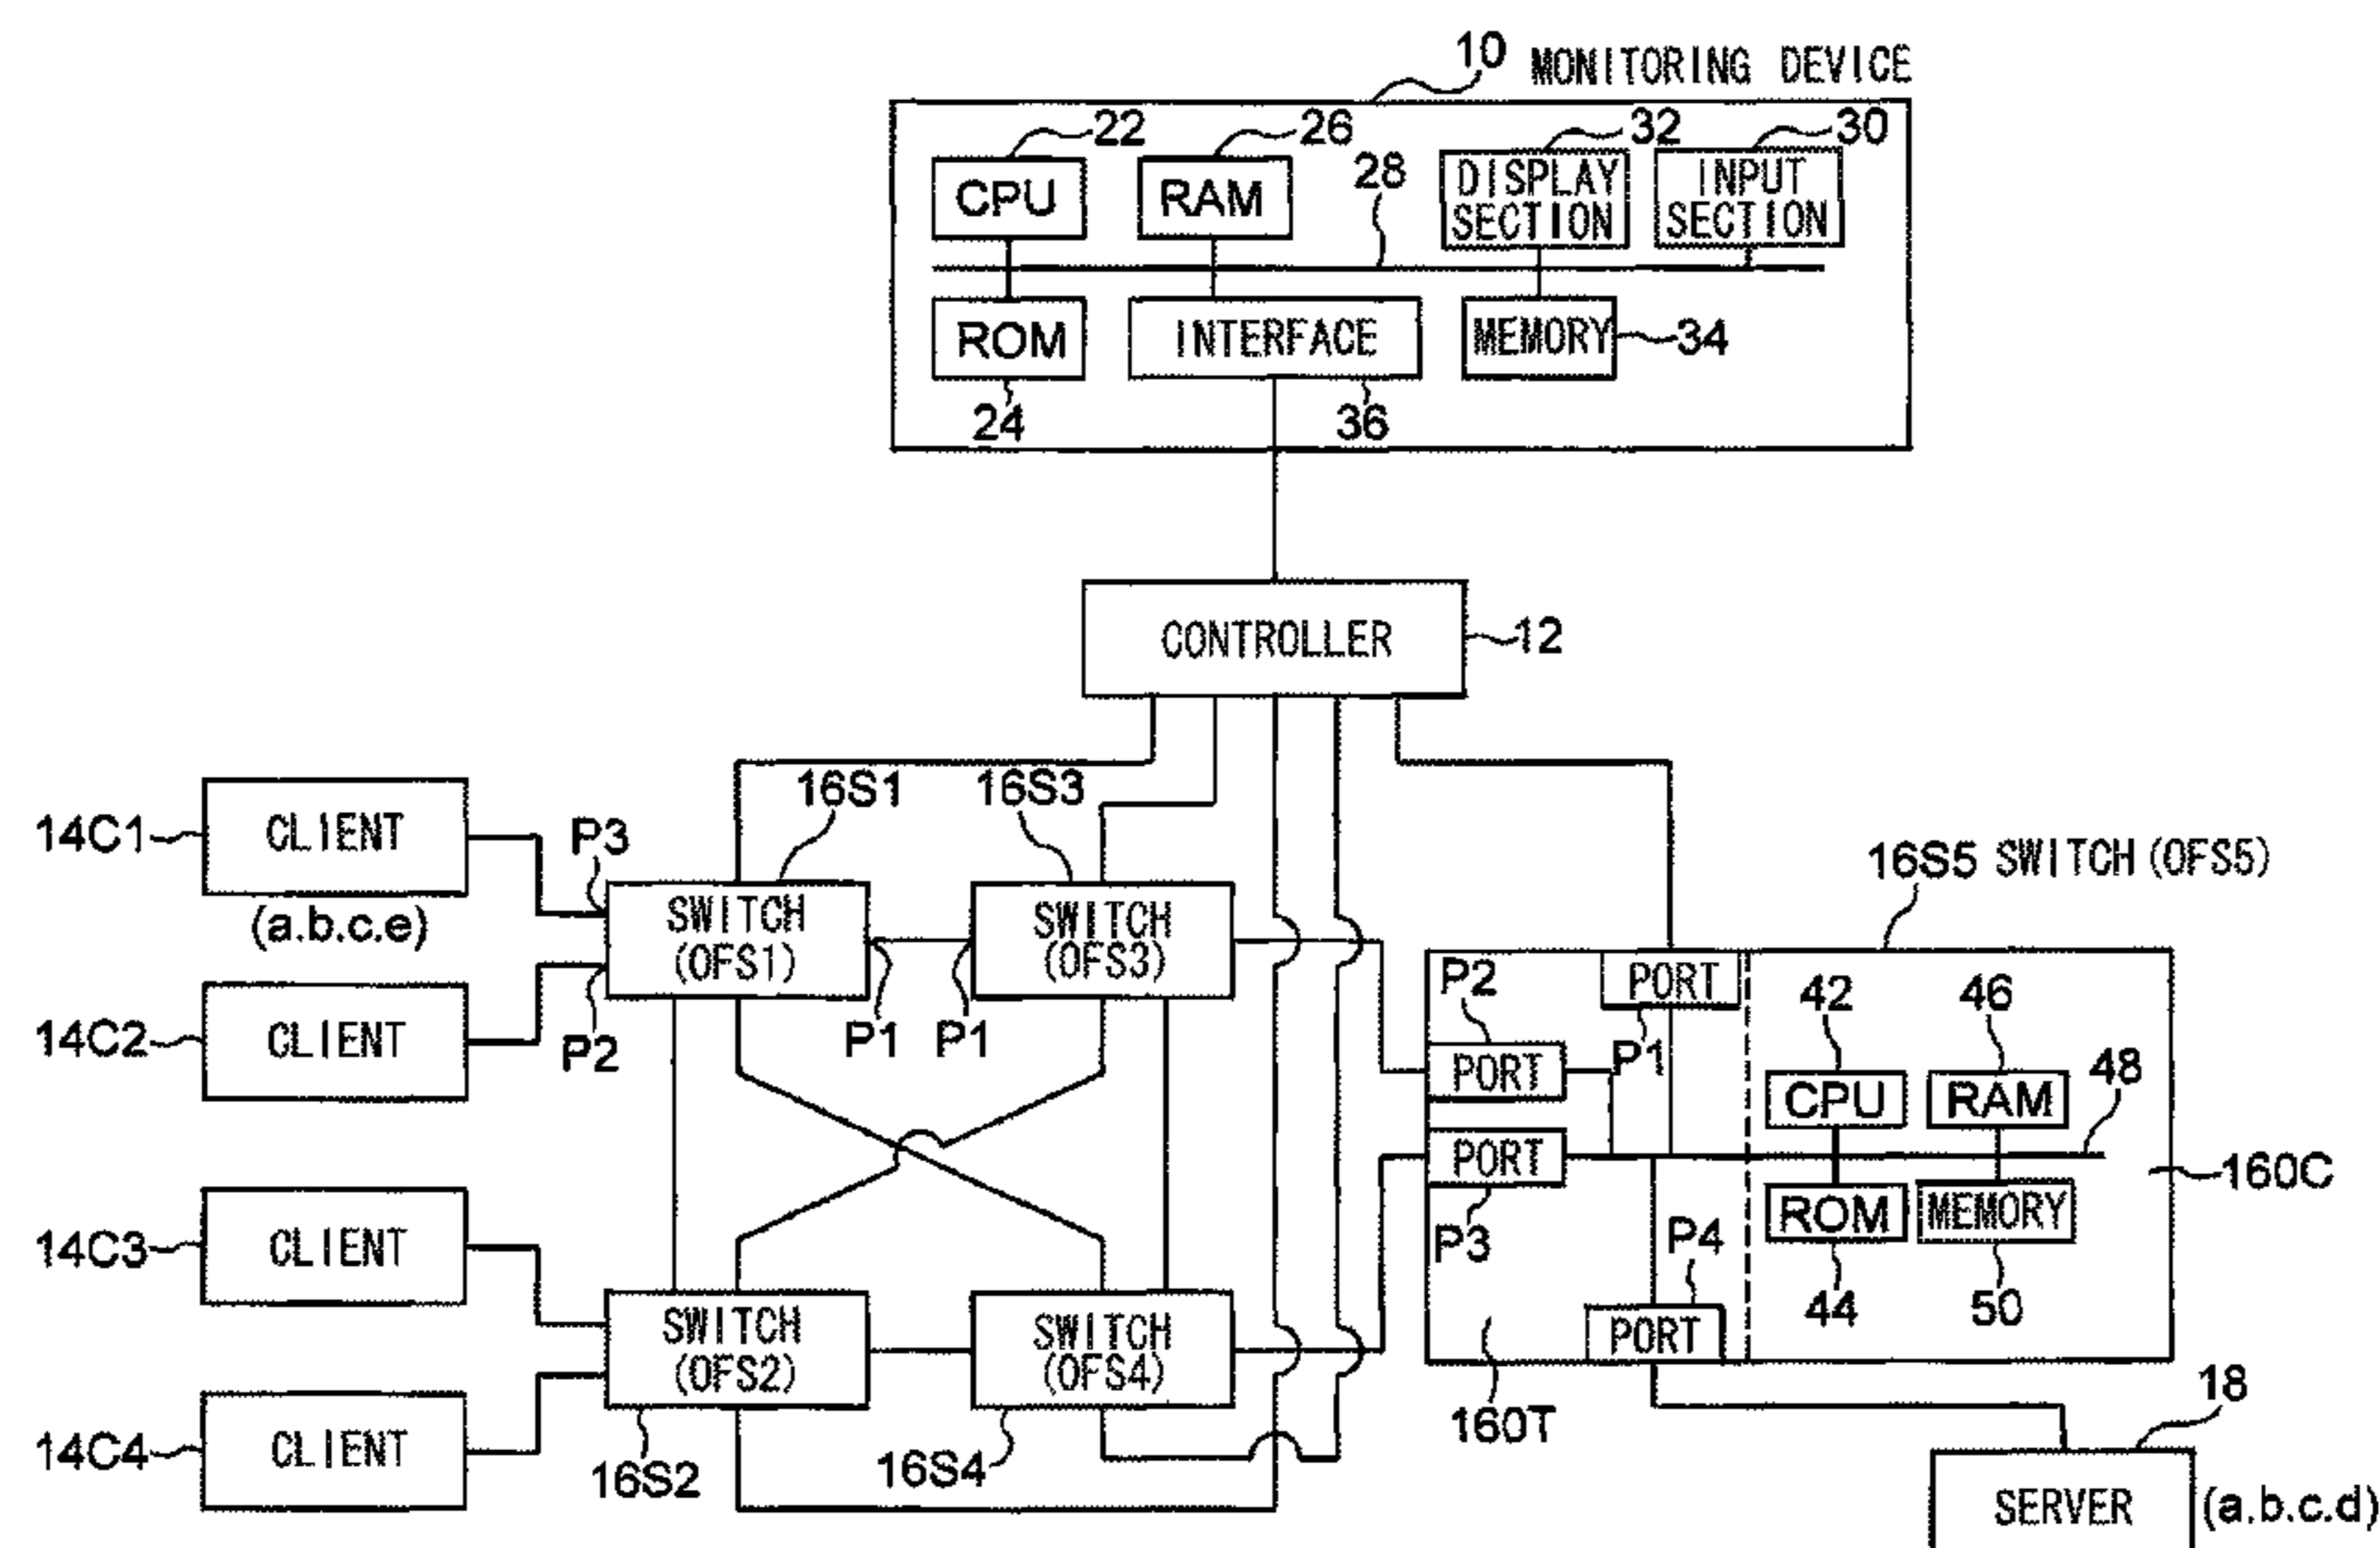 10 MONITORING DEVICE
22
26
32
30
28
CPU
RAM
DISPLAY
SECTION
INPUT
SECTION
ROM
INTERFACE
MEMORY
34
24
36
CONTROLLER
12
14C1
CLIENT
(a.b.c.e)
P3
16S1
16S3
SWITCH
(OFS1)
SWITCH
(OFS3)
14C2
CLIENT
P2
P1
P1
16S5 SWITCH(OFS5)
P2
PORT
P1
PORT
PORT
P3
42
46
48
CPU
RAM
ROM
MEMORY
160C
P4
44
50
PORT
160T
14C3
CLIENT
SWITCH
(OFS2)
SWITCH
(OFS4)
14C4
CLIENT
16S2
16S4
18
SERVER
(a.b.c.d)